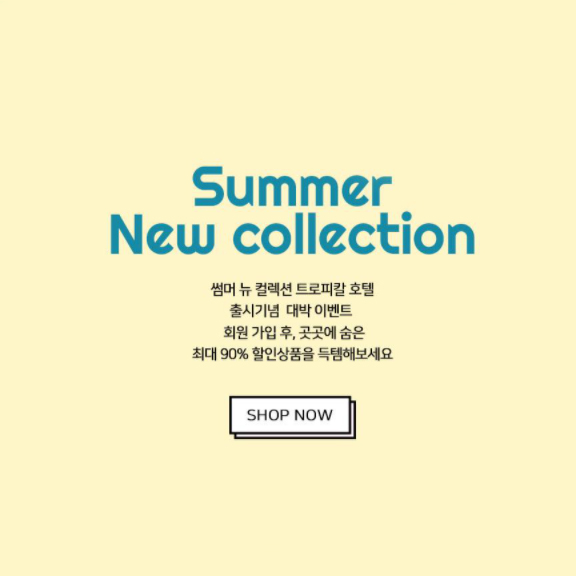 Summer
New collection
썸머 뉴 컬렉션 트로피칼 호텔
출시기념 대박 이벤트
회원 가입 후, 곳곳에 숨은
최대 90% 할인상품을 득템해보세요
SHOP NOW